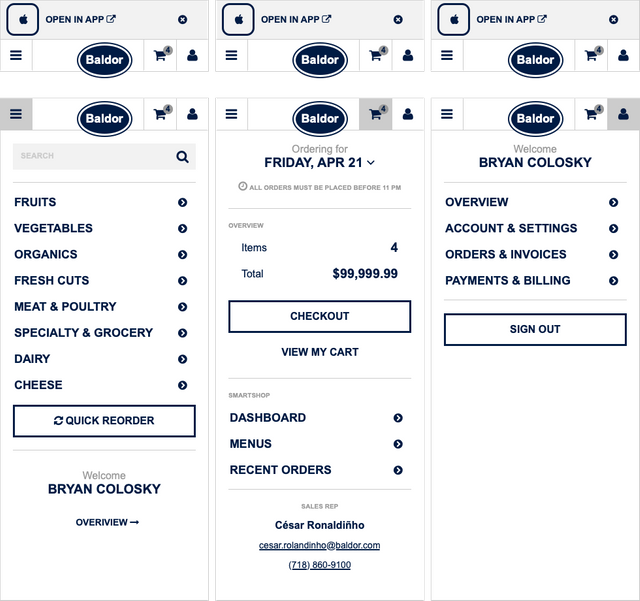 OPEN IN APP
Baldor
4
OPEN IN APP
Baldor
4
OPEN IN APP
Baldor
4
Baldor
4
SEARCH
FRUITS
VEGETABLES
ORGANICS
FRESH CUTS
MEAT & POULTRY
SPECIALTY & GROCERY
DAIRY
CHEESE
QUICK REORDER
Welcome
BRYAN COLOSKY
OVERIVIEW
Baldor
4
Ordering for
FRIDAY, APR 21
ALL ORDERS MUST BE PLACED BEFORE 11 PM
OVERVIEW
Items 4
Total $99,999.99
CHECKOUT
VIEW MY CART
SMARTSHOP
DASHBOARD
MENUS
RECENT ORDERS
SALES REP
César Ronaldiñho
cesar.rolandinho@baldor.com
(718) 860-9100
Baldor
4
Welcome
BRYAN COLOSKY
OVERVIEW
ACCOUNT & SETTINGS
ORDERS & INVOICES
PAYMENTS & BILLING
SIGN OUT